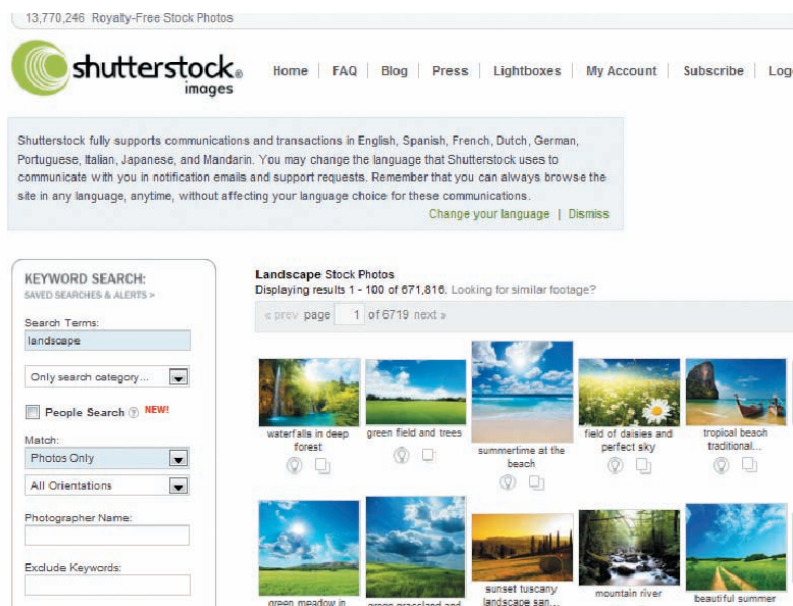 13,770,246 Royalty-Free Stock Photos
shutterstock®
images
Home | FAQ | Blog | Press | Lightboxes | My Account | Subscribe | Log
Shutterstock fully supports communications and transactions in English, Spanish, French, Dutch, German,
Portuguese, Italian, Japanese, and Mandarin. You may change the language that Shutterstock uses to
communicate with you in notification emails and support requests. Remember that you can always browse the
site in any language, anytime, without affecting your language choice for these communications.
Change your language | Dismiss
KEYWORD SEARCH:
SAVED SEARCHES & ALERTS >
Search Terms:
landscape
Only search category...
People Search ? NEW!
Match:
Photos Only
All Orientations
Photographer Name:
Exclude Keywords:
Landscape Stock Photos
Displaying results 1 - 100 of 671,816. Looking for similar footage?
« prev page 1 of 6719 next »
waterfalls in deep
forest
green field and trees
summertime at the
beach
field of daisies and
perfect sky
tropical beach
traditional...
green meadow in
green grassland and
sunset tuscany
landscape san...
mountain river
beautiful summer